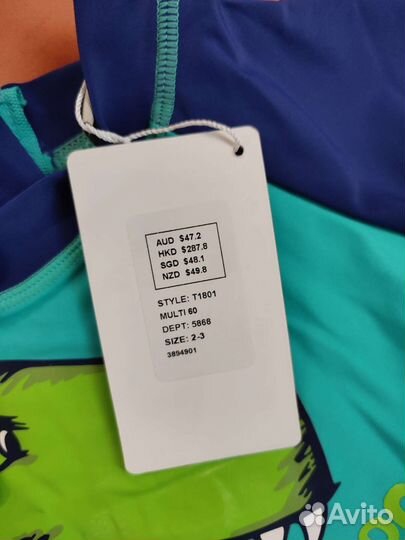 AUD $47.2
HKD $287.8
SGD $48.1
NZD $49.8
STYLE: T1801
MULTI 60
DEPT: 5868
SIZE: 2-3
3894901
Avito